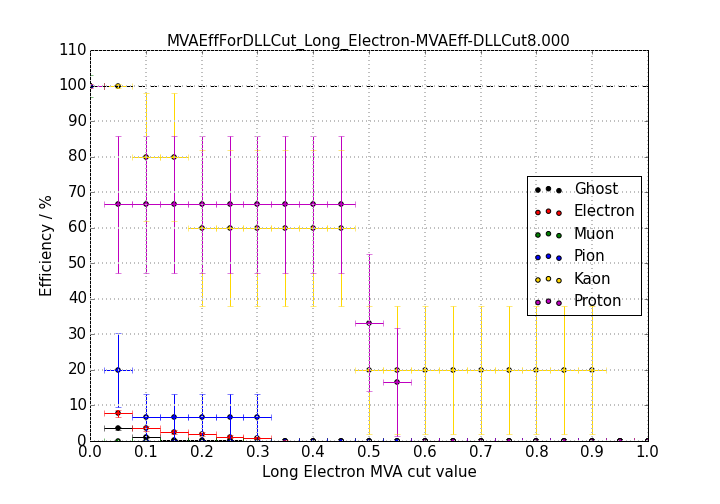 MVAEffForDLLCut_Long_Electron-MVAEff-DLLCut8.000
110
100
90
80
70
60
50
40
30
20
10
0
Efficiency / %
Ghost
Electron
Muon
Pion
Kaon
Proton
0.0 0.1 0.2 0.3 0.4 0.5 0.6 0.7 0.8 0.9 1.0
Long Electron MVA cut value